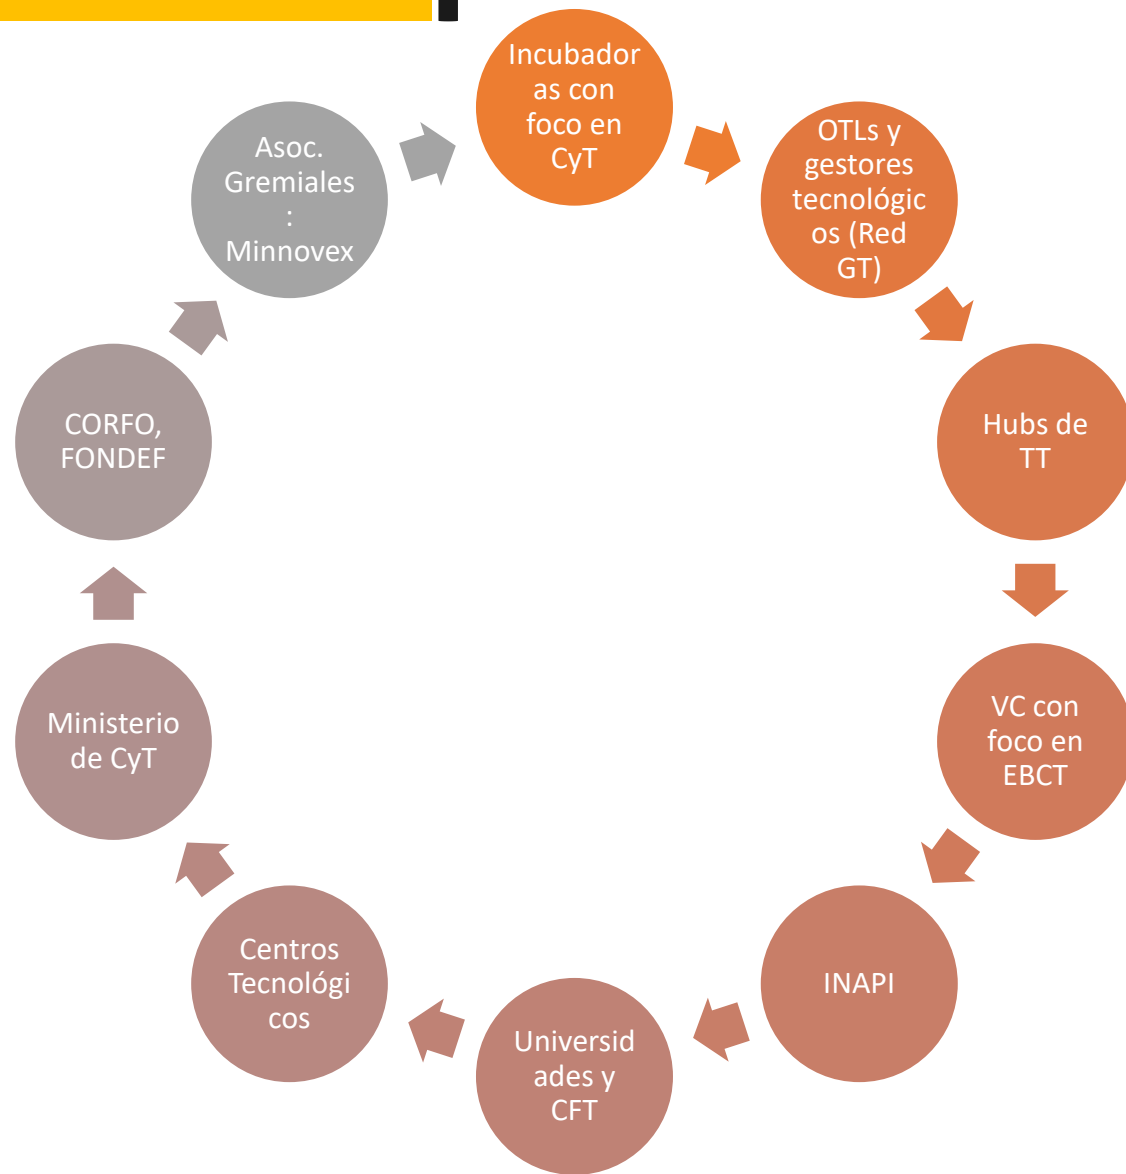 Incubador
as con
foco en
CyT
OTLs y
gestores
tecnológic
os (Red
GT)
Hubs de
TT
VC con
foco en
EBCT
INAPI
Universid
ades y
CFT
Centros
Tecnológi
cos
Ministerio
de CyT
CORFO,
FONDEF
Asoc.
Gremiales
:
Minnovex